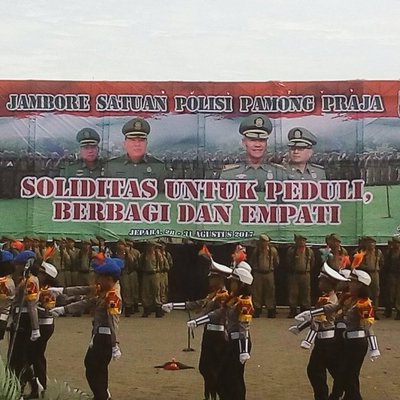 JAMBORE SATUAN POLISI PAMONG PRAJA
SOLIDITAS UNTUK PEDULI,
BERBAGI DAN EMPATI
JEPARA, 28 - 31 AGUSTUS 2017